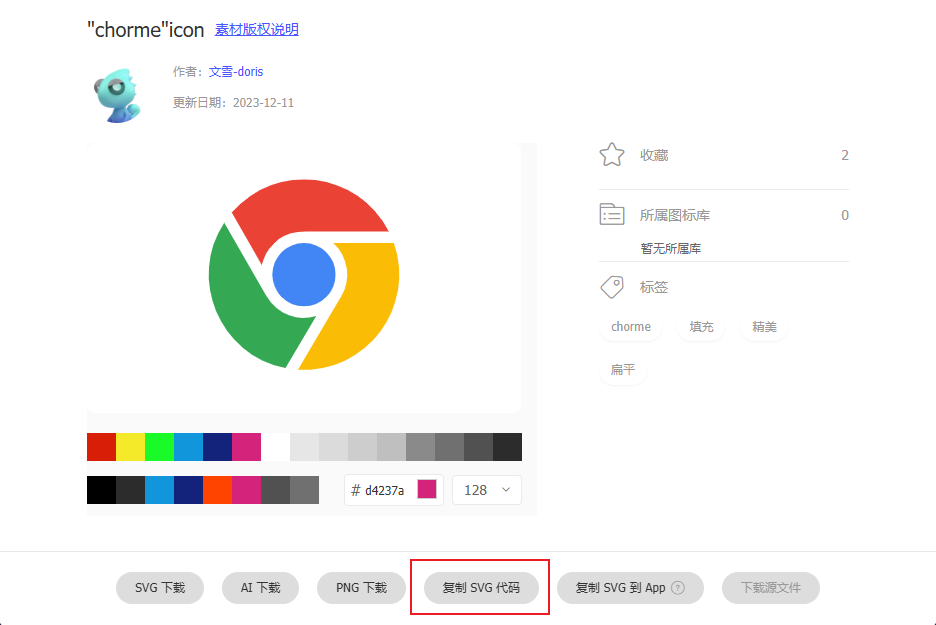 "chorme"icon 素材版权说明
作者：文雪-doris
更新日期：2023-12-11
收藏 2
所属图标库 0
暂无所属库
标签
chorme 填充 精美
扁平
# d4237a 128
SVG 下载 AI 下载 PNG 下载 复制 SVG 代码 复制 SVG 到 App ? 下载源文件